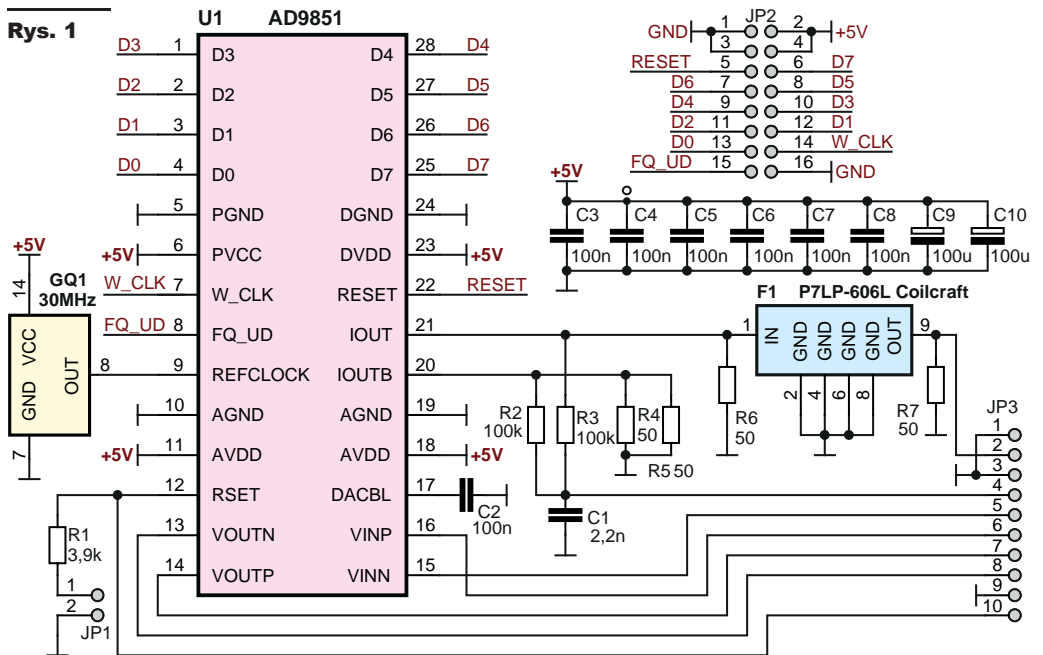 Rys. 1
U1 AD9851
D3 1 D3 D4 28 D4
D2 2 D2 D5 27 D5
D1 3 D1 D6 26 D6
D0 4 D0 D7 25 D7
5 PGND DGND 24
+5V 6 PVCC DVDD 23 +5V
W_CLK 7 W_CLK RESET 22 RESET
FQ_UD 8 FQ_UD IOUT 21
9 REFCLOCK IOUTB 20
10 AGND AGND 19
+5V 11 AVDD AVDD 18 +5V
12 RSET DACBL 17
13 VOUTN VINP 16
14 VOUTP VINN 15
+5V
14
GQ1
30MHz
GND VCC
OUT
8
7
R1
3,9k
1
2
JP1
C2
100n
JP2
GND 1 2 +5V
3 4
RESET 5 6 D7
D6 7 8 D5
D4 9 10 D3
D2 11 12 D1
D0 13 14 W_CLK
FQ_UD 15 16 GND
+5V
C3 C4 C5 C6 C7 C8 C9 C10
100n 100n 100n 100n 100n 100n 100u 100u
F1 P7LP-606L Coilcraft
1 IN GND GND GND GND OUT 9
2 4 6 8
R2
100k
R3
100k
R4
50
R5 50
R6
50
R7
50
C1
2,2n
JP3
1
2
3
4
5
6
7
8
9
10